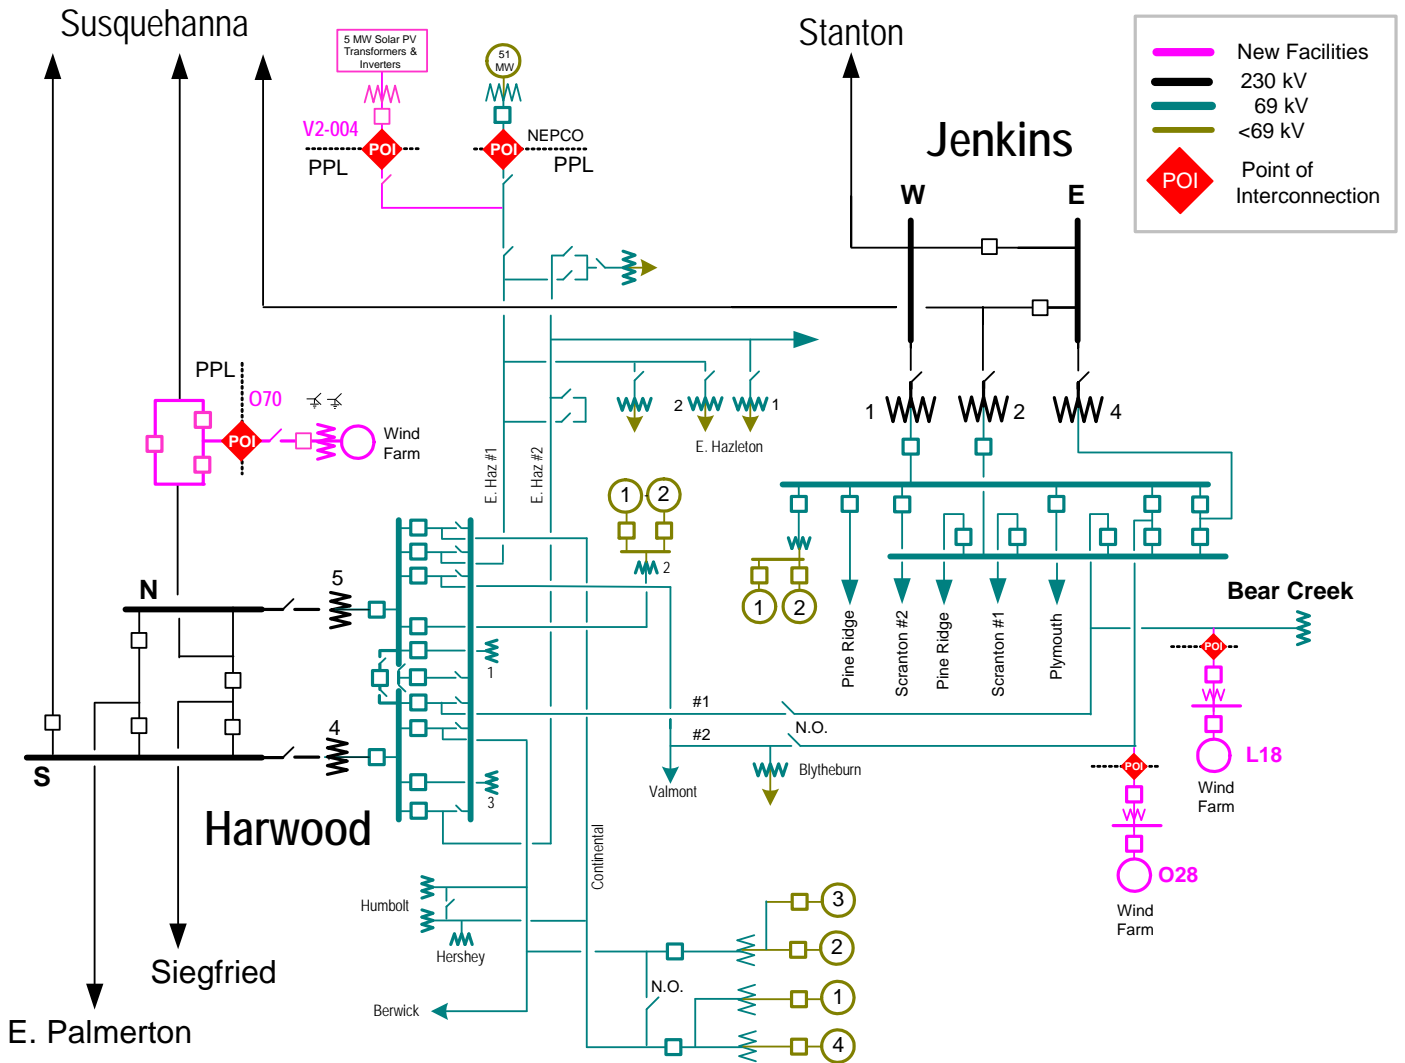 Susquehanna
5 MW Solar PV
Transformers &
Inverters
51
MW
Stanton
New Facilities
230 kV
69 kV
<69 kV
POI
Point of
Interconnection
V2-004
PPL
POI
POI
NEPCO
PPL
Jenkins
W
E
PPL
O70
POI
Wind
Farm
2
1
E. Hazleton
1
2
4
E. Haz #1
E. Haz #2
1
2
2
1
2
Pine Ridge
Scranton #2
Pine Ridge
Scranton #1
Plymouth
Bear Creek
POI
L18
Wind
Farm
N
5
1
#1
N.O.
#2
S
4
3
Harwood
Valmont
Blytheburn
POI
O28
Wind
Farm
Continental
Humbolt
Hershey
Berwick
N.O.
3
2
1
4
Siegfried
E. Palmerton